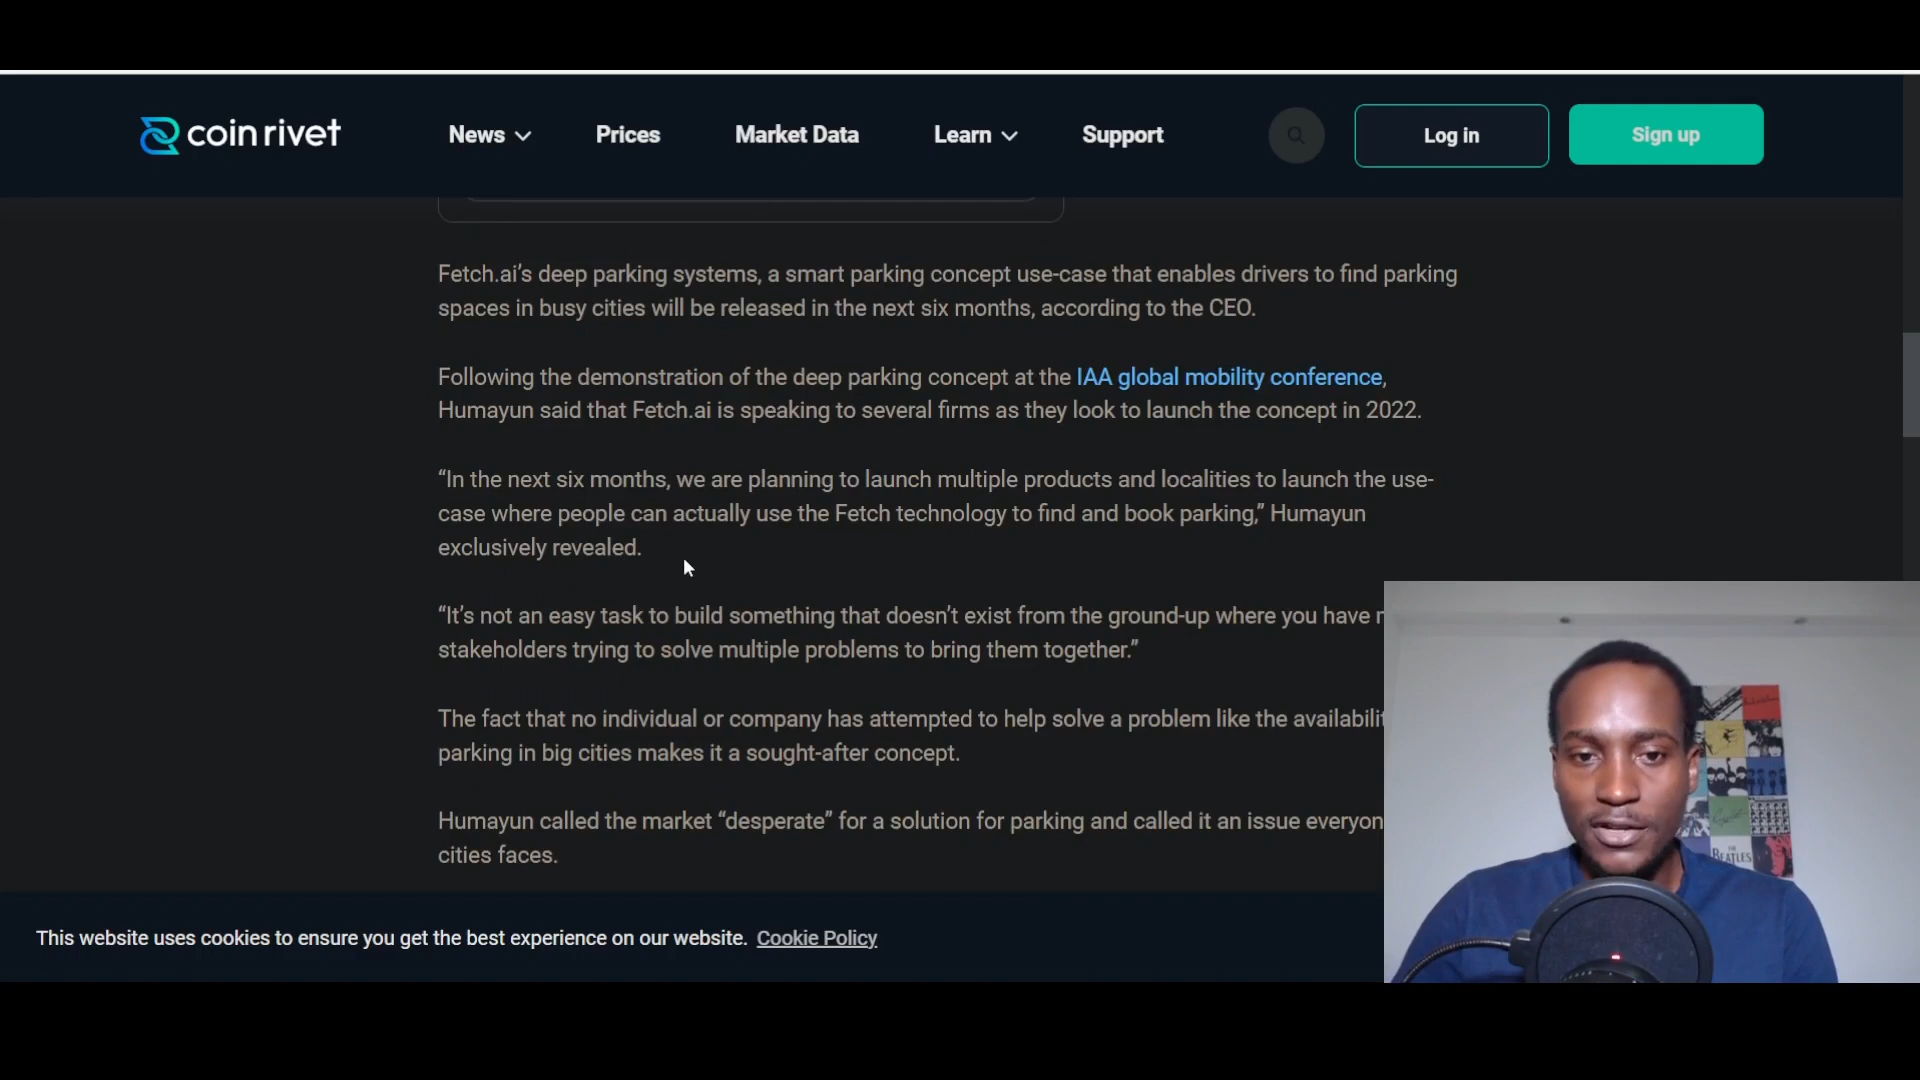 coin rivet
News
Prices
Market Data
Learn
Support
Log in
Sign up
Fetch.ai’s deep parking systems, a smart parking concept use-case that enables drivers to find parking
spaces in busy cities will be released in the next six months, according to the CEO.
Following the demonstration of the deep parking concept at the IAA global mobility conference,
Humayun said that Fetch.ai is speaking to several firms as they look to launch the concept in 2022.
“In the next six months, we are planning to launch multiple products and localities to launch the use-
case where people can actually use the Fetch technology to find and book parking,” Humayun
exclusively revealed.
“It’s not an easy task to build something that doesn’t exist from the ground-up where you have
stakeholders trying to solve multiple problems to bring them together.”
The fact that no individual or company has attempted to help solve a problem like the
parking in big cities makes it a sought-after concept.
Humayun called the market “desperate” for a solution for parking and called it an issue
cities faces.
THE
BEATLES
This website uses cookies to ensure you get the best experience on our website. Cookie Policy